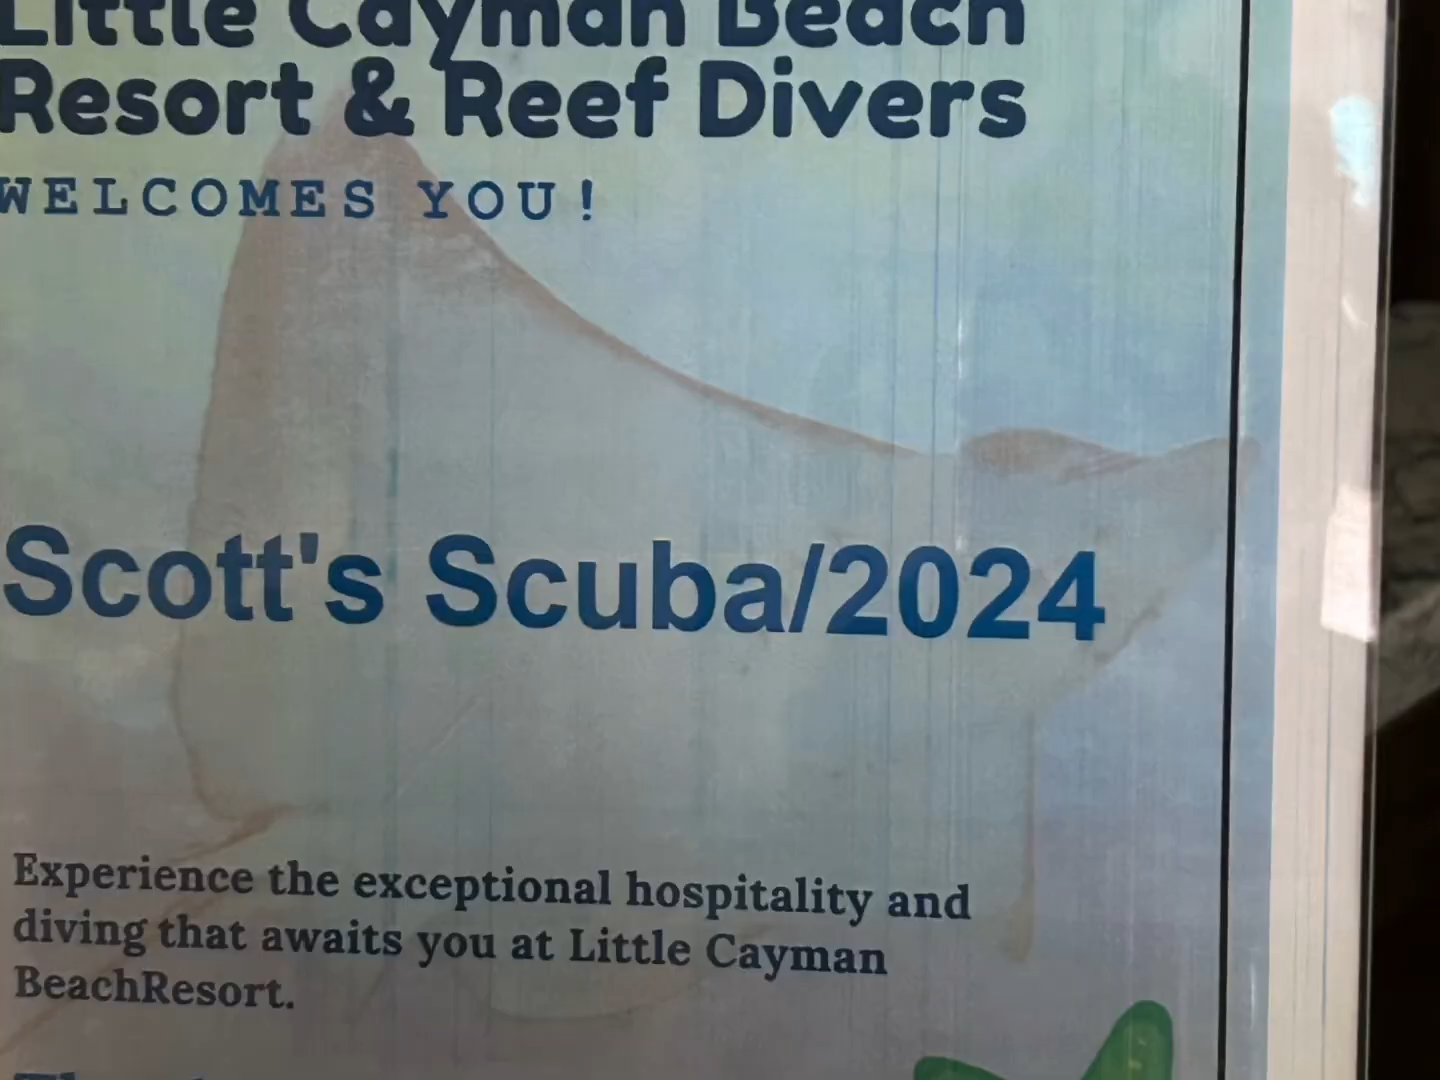 Little Cayman Beach
Resort & Reef Divers
WELCOMES YOU!
Scott's Scuba/2024
Experience the exceptional hospitality and
diving that awaits you at Little Cayman
BeachResort.